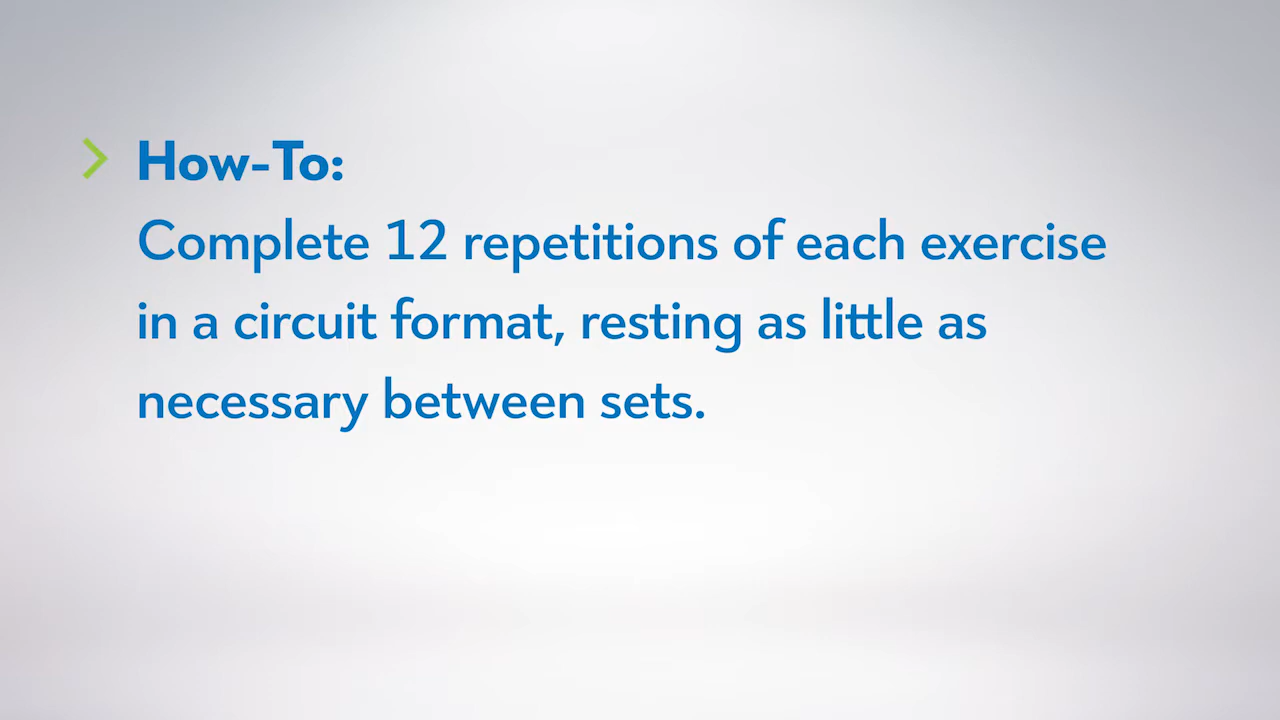 How-To:
Complete 12 repetitions of each exercise
in a circuit format, resting as little as
necessary between sets.